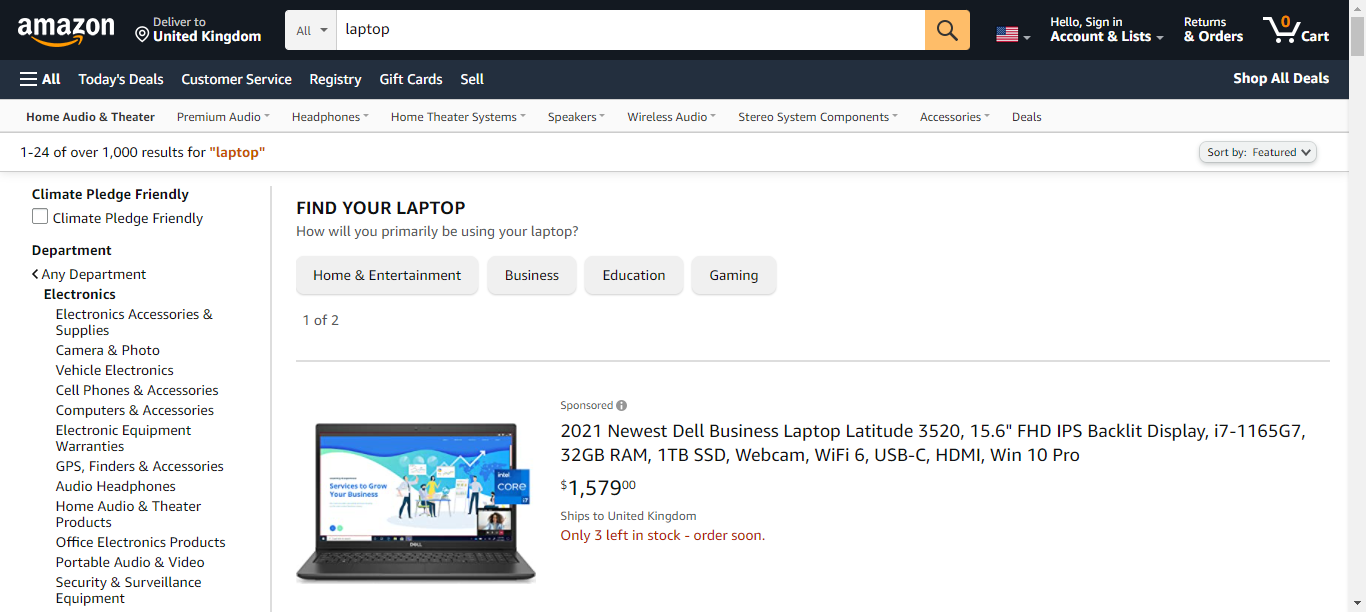 amazon
Deliver to
United Kingdom
All
laptop
Hello, Sign in
Account & Lists
Returns
& Orders
0
Cart
All
Today's Deals
Customer Service
Registry
Gift Cards
Sell
Shop All Deals
Home Audio & Theater
Premium Audio
Headphones
Home Theater Systems
Speakers
Wireless Audio
Stereo System Components
Accessories
Deals
1-24 of over 1,000 results for "laptop"
Sort by: Featured
Climate Pledge Friendly
Climate Pledge Friendly
Department
Any Department
Electronics
Electronics Accessories &
Supplies
Camera & Photo
Vehicle Electronics
Cell Phones & Accessories
Computers & Accessories
Electronic Equipment
Warranties
GPS, Finders & Accessories
Audio Headphones
Home Audio & Theater
Products
Office Electronics Products
Portable Audio & Video
Security & Surveillance
Equipment
FIND YOUR LAPTOP
How will you primarily be using your laptop?
Home & Entertainment
Business
Education
Gaming
1 of 2
Services to Grow
Your Business
intel
CORE
i7
DELL
Sponsored
2021 Newest Dell Business Laptop Latitude 3520, 15.6" FHD IPS Backlit Display, i7-1165G7,
32GB RAM, 1TB SSD, Webcam, WiFi 6, USB-C, HDMI, Win 10 Pro
$1,57900
Ships to United Kingdom
Only 3 left in stock - order soon.